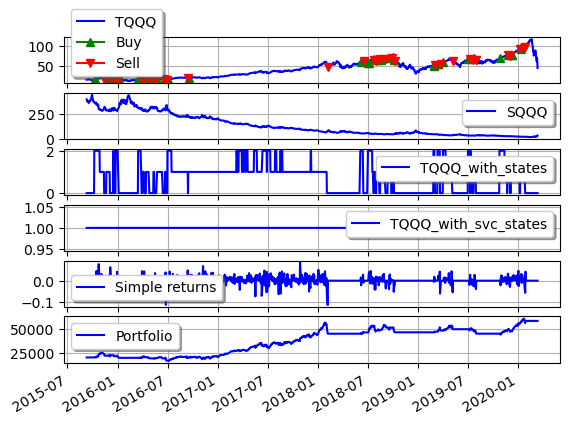 TQQQ
Buy
Sell
100
50
SQQQ
250
0
TQQQ_with_states
2
0
TQQQ_with_svc_states
1.05
1.00
0.95
Simple returns
0.0
−0.1
Portfolio
50000
25000
2015-07
2016-01
2016-07
2017-01
2017-07
2018-01
2018-07
2019-01
2019-07
2020-01